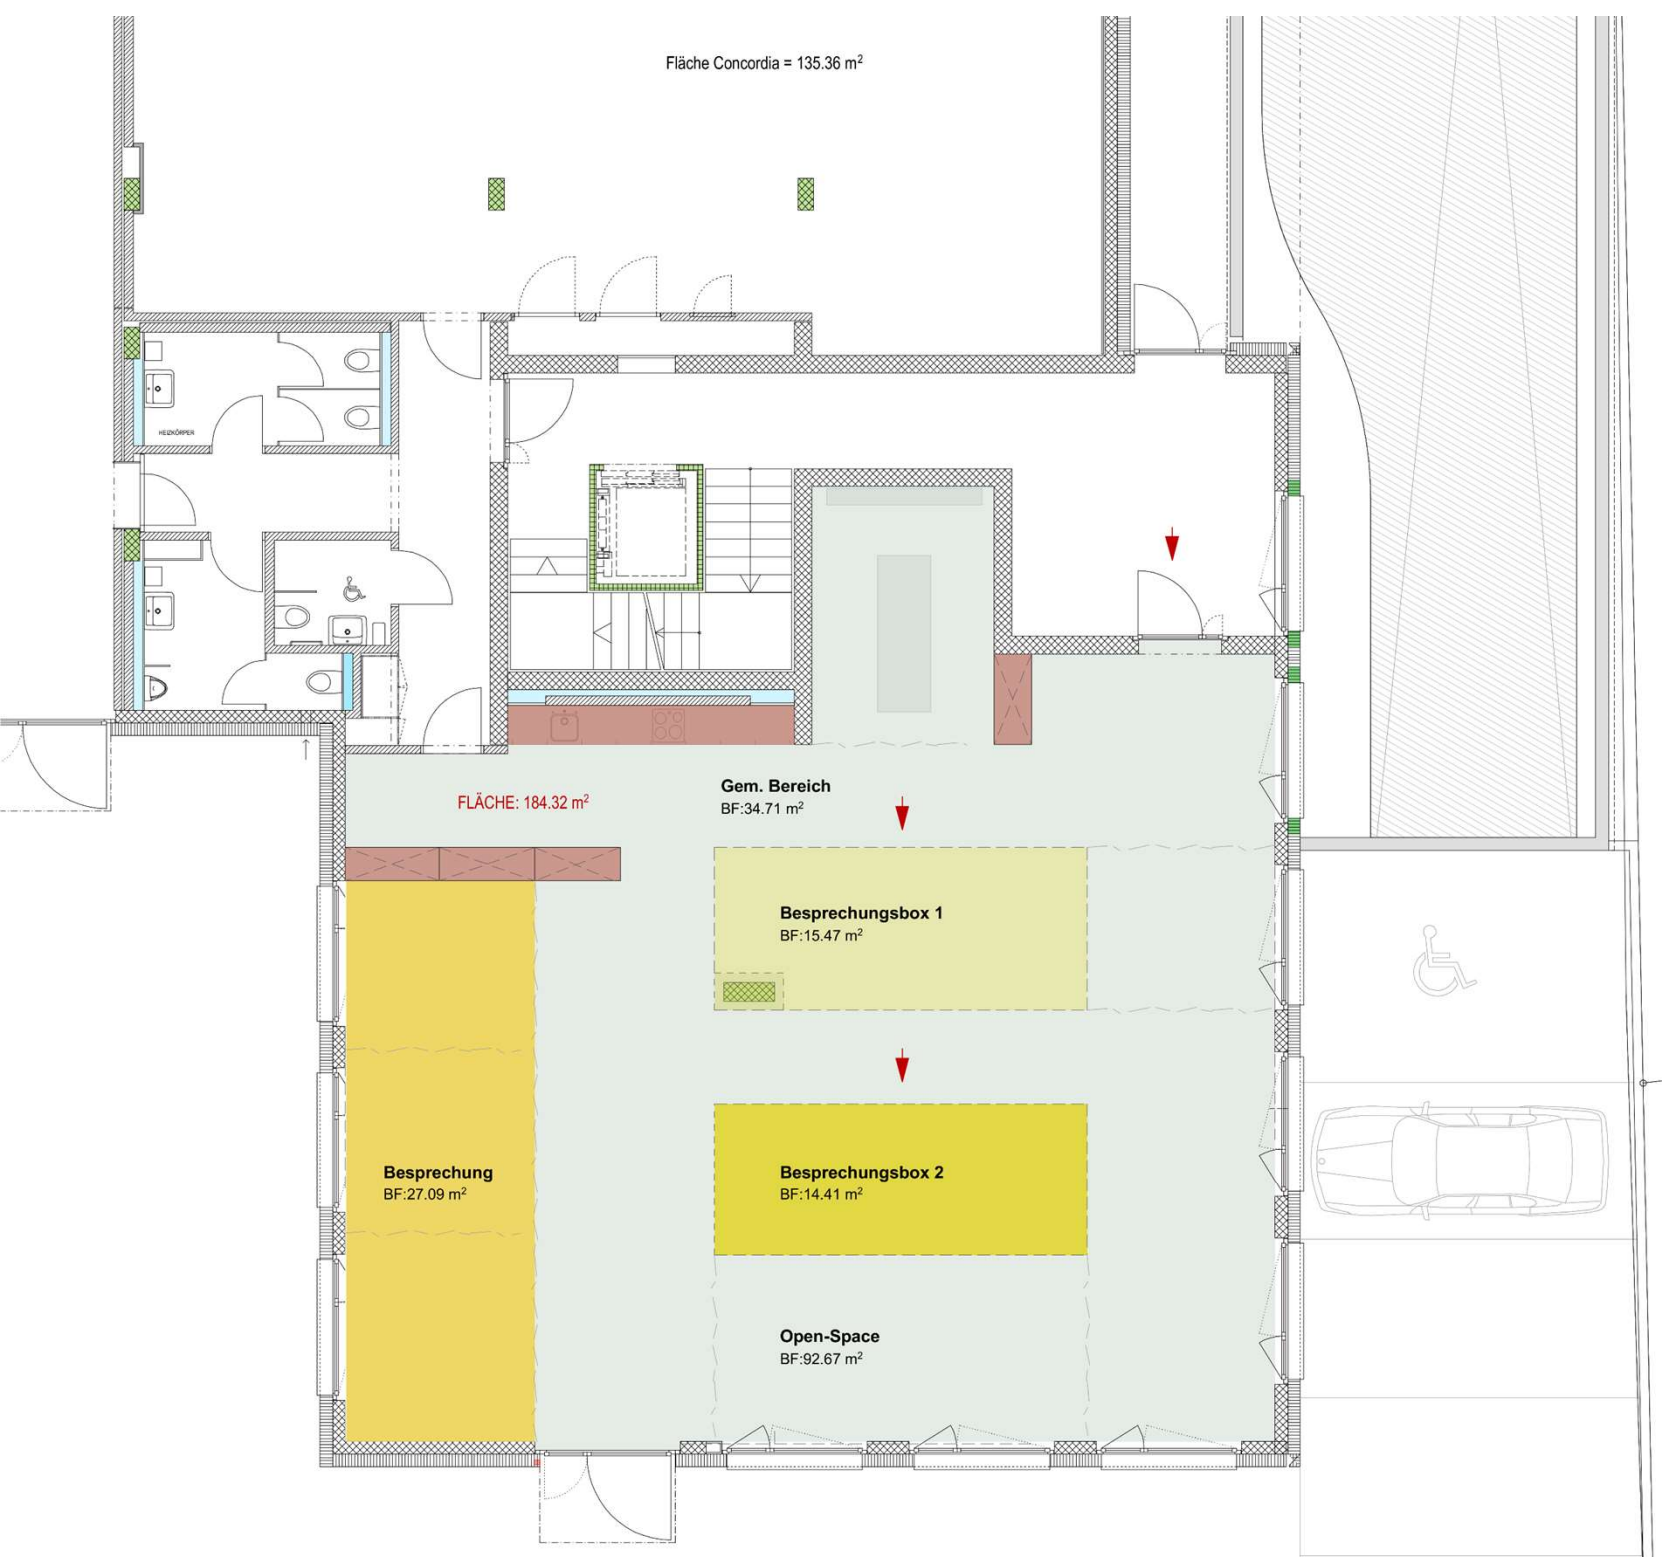 Fläche Concordia = 135.36 m²
HEIZKÖRPER
Gem. Bereich
BF:34.71 m²
FLÄCHE: 184.32 m²
Besprechungsbox 1
BF:15.47 m²
Besprechung
BF:27.09 m²
Besprechungsbox 2
BF:14.41 m²
Open-Space
BF:92.67 m²